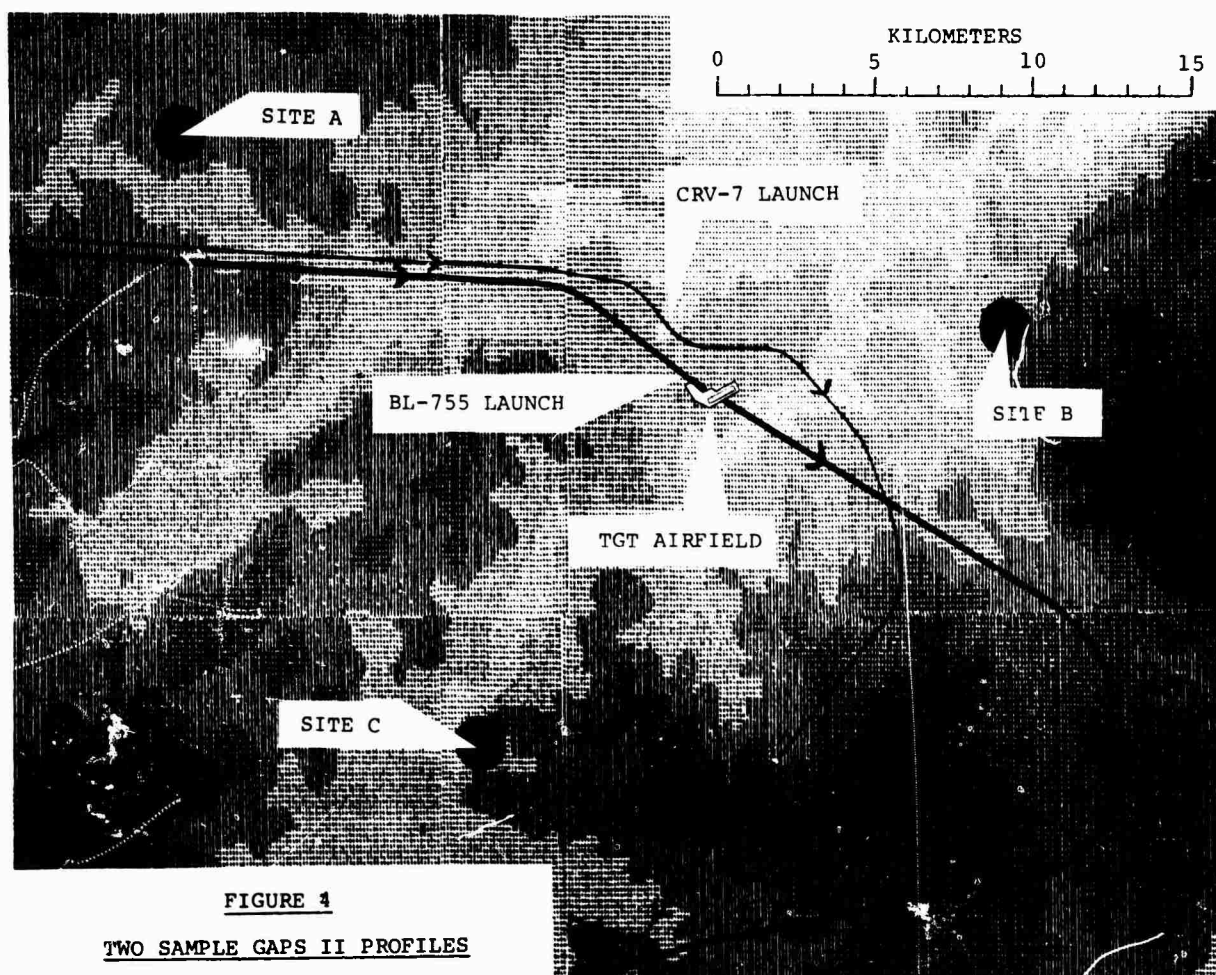 KILOMETERS
0 5 10 15
SITE A
CRV-7 LAUNCH
BL-755 LAUNCH
SITE B
TGT AIRFIELD
SITE C
FIGURE 4
TWO SAMPLE GAPS II PROFILES